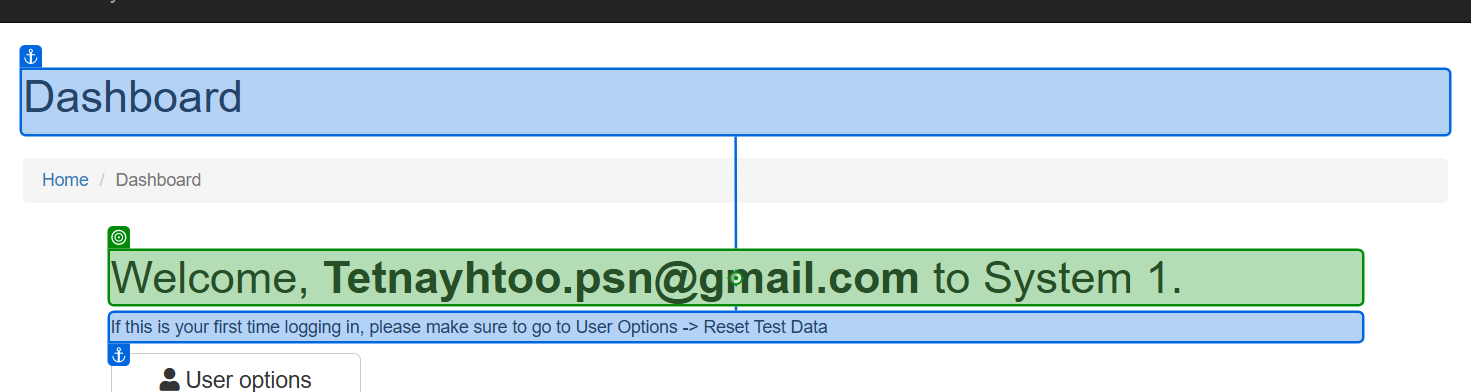 Dashboard
Home / Dashboard
Welcome, Tetnayhtoo.psn@gmail.com to System 1.
If this is your first time logging in, please make sure to go to User Options -> Reset Test Data
User options